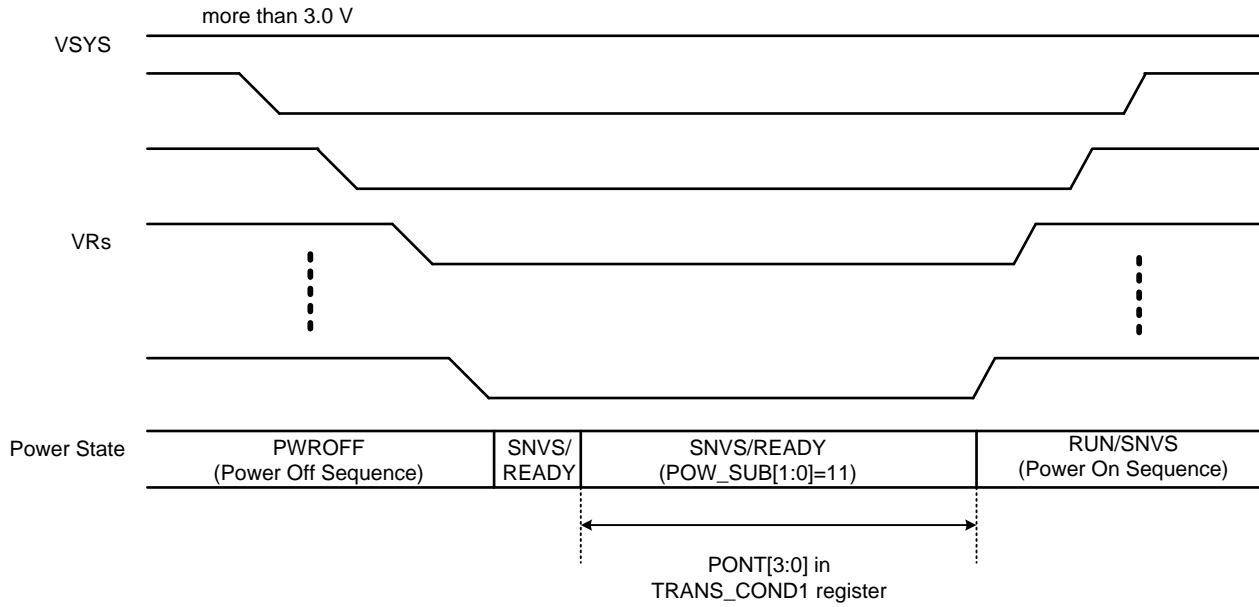 more than 3.0 V
VSYS
VRs
Power State
PWROFF
(Power Off Sequence)
SNVS/
READY
SNVS/READY
(POW_SUB[1:0]=11)
RUN/SNVS
(Power On Sequence)
PONT[3:0] in
TRANS_COND1 register